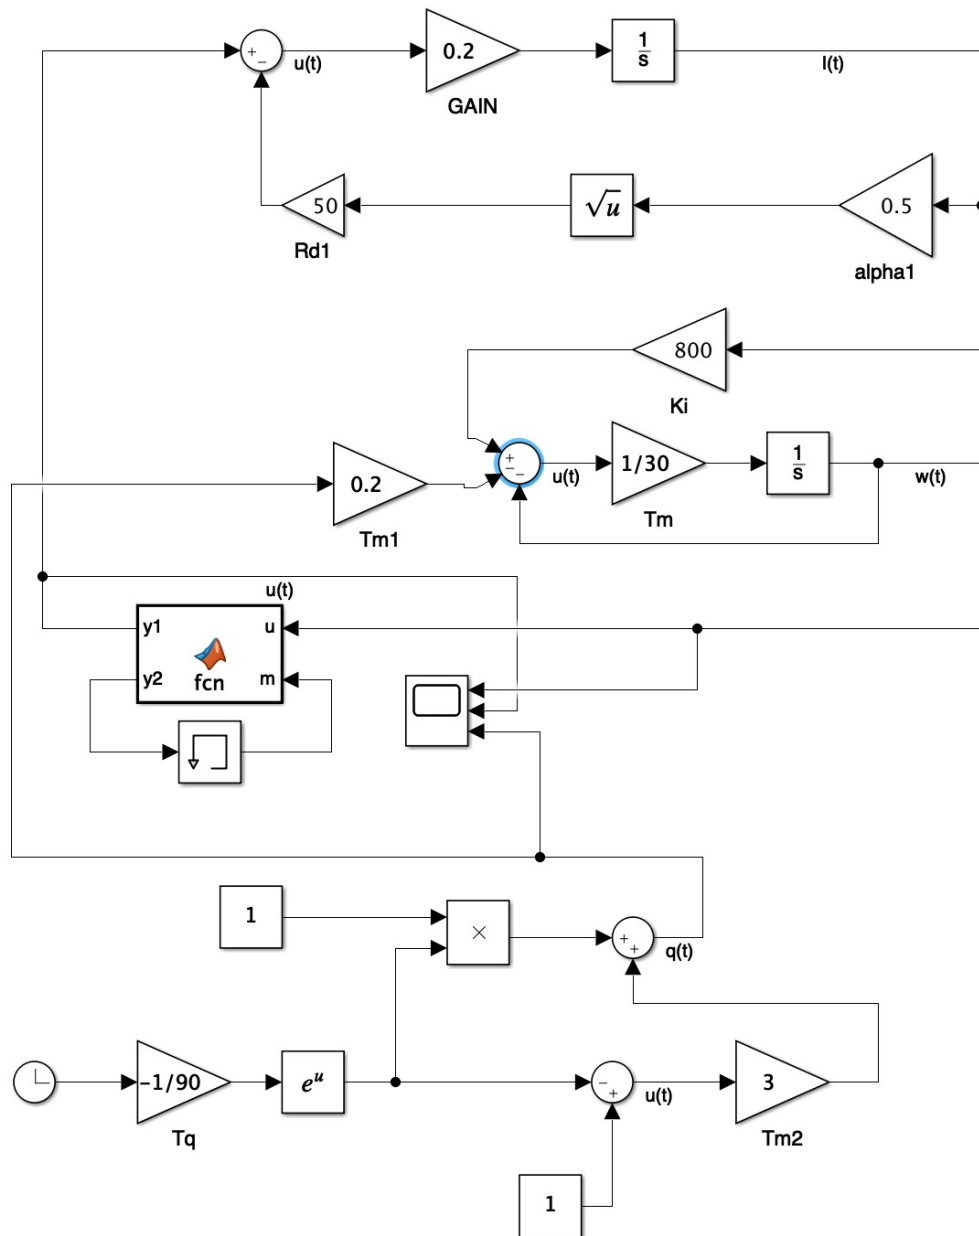 +
−
u(t)
0.2
GAIN
1
s
I(t)
50
Rd1
√u
0.5
alpha1
800
Ki
0.2
Tm1
+
−
−
u(t)
1/30
Tm
1
s
w(t)
u(t)
y1
u
y2
fcn
m
1
×
+
+
q(t)
-1/90
Tq
e^u
−
+
u(t)
3
Tm2
1